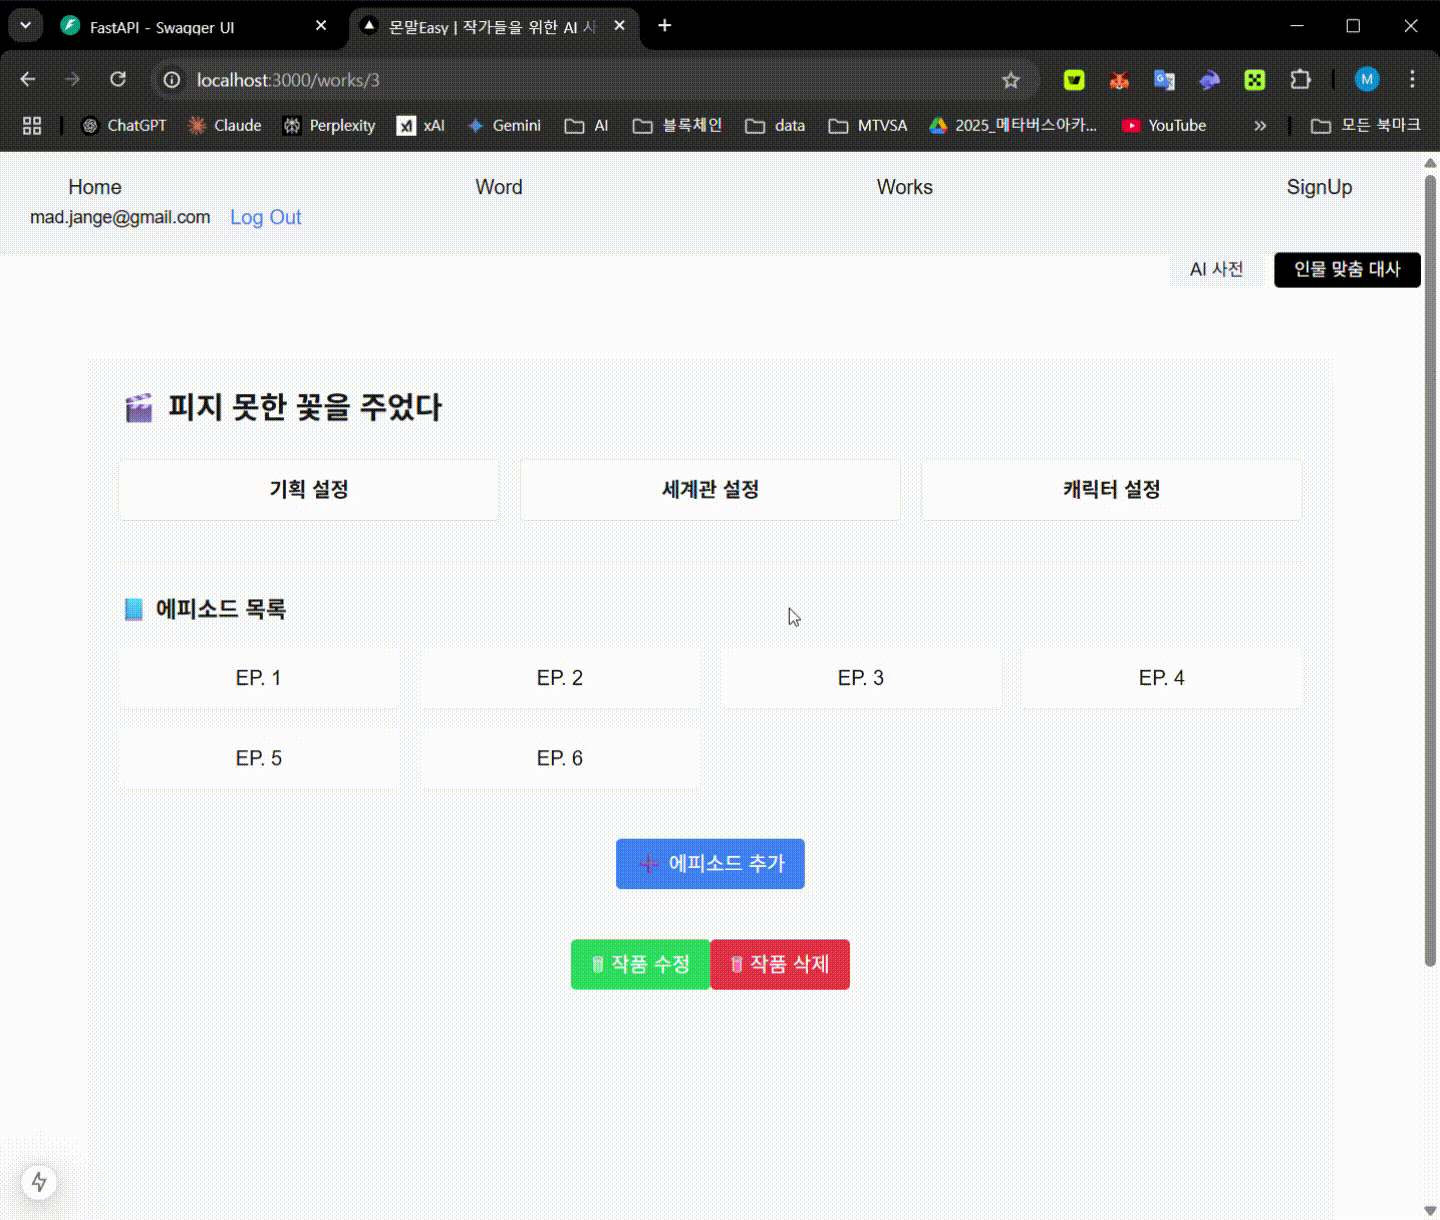 FastAPI - Swagger UI
몬말Easy | 작가들을 위한 AI 사
localhost:3000/works/3
M
ChatGPT
Claude
Perplexity
xAI
Gemini
AI
블록체인
data
MTVSA
2025_메타버스아카...
YouTube
모든 북마크
Home
Word
Works
SignUp
mad.jange@gmail.com
Log Out
AI 사전
인물 맞춤 대사
피지 못한 꽃을 주었다
기획 설정
세계관 설정
캐릭터 설정
에피소드 목록
EP. 1
EP. 2
EP. 3
EP. 4
EP. 5
EP. 6
에피소드 추가
작품 수정
작품 삭제